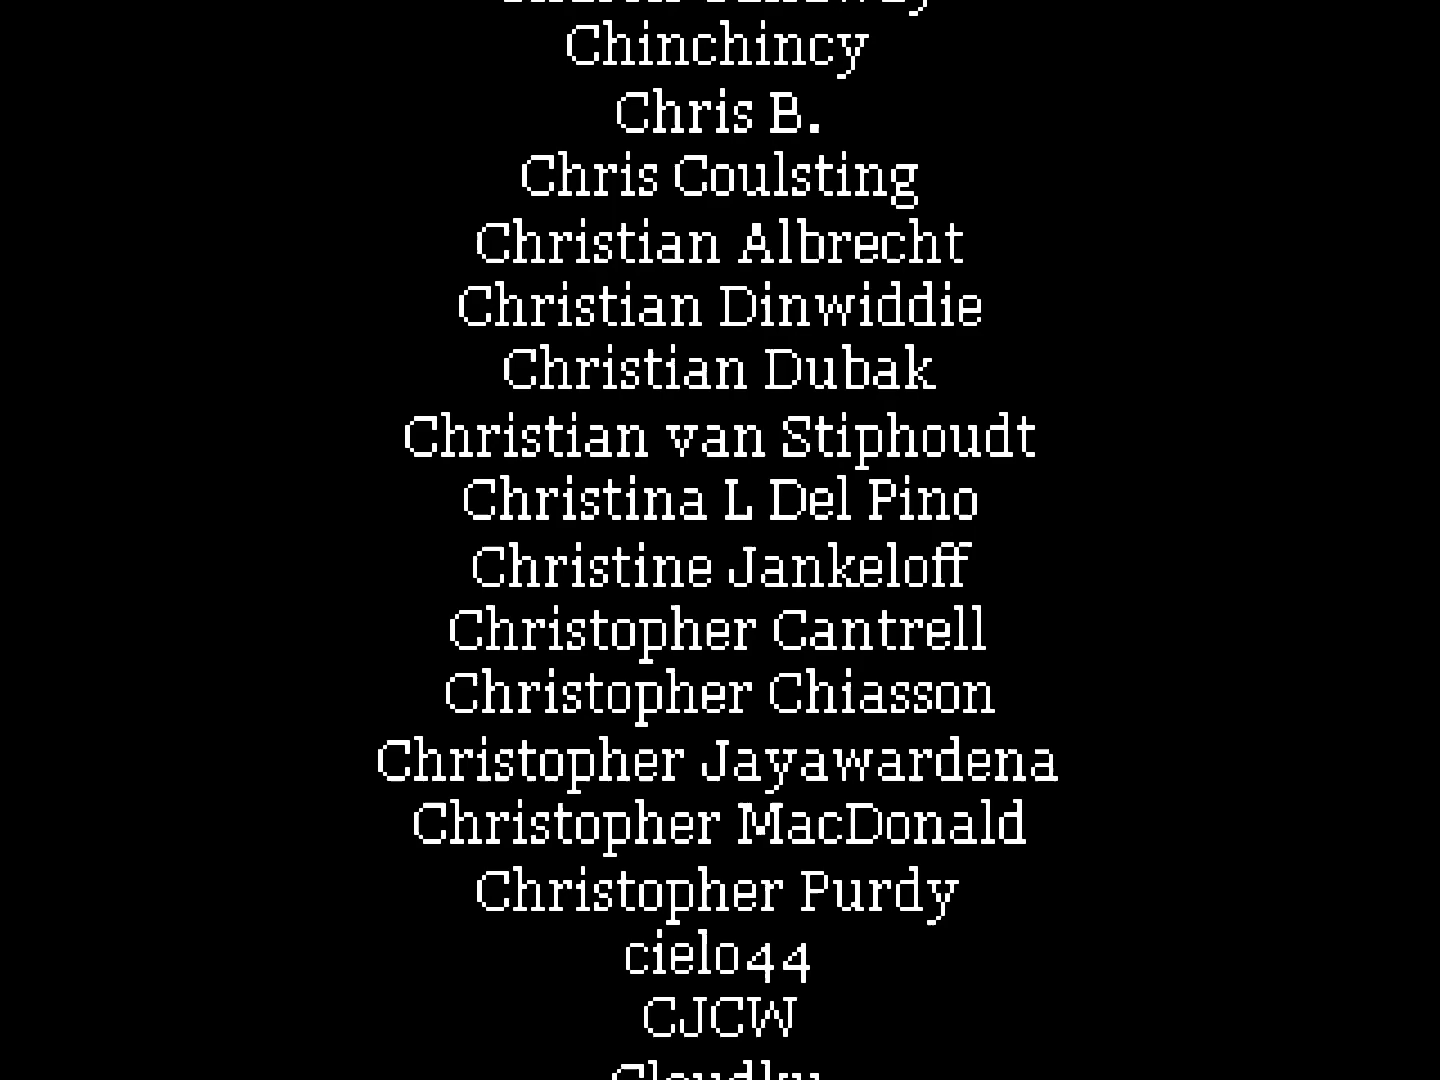 Chinchincy
Chris B.
Chris Coulsting
Christian Albrecht
Christian Dinwiddie
Christian Dubak
Christian van Stiphoudt
Christina L Del Pino
Christine Jankeloff
Christopher Cantrell
Christopher Chiasson
Christopher Jayawardena
Christopher MacDonald
Christopher Purdy
cielo44
CJCW